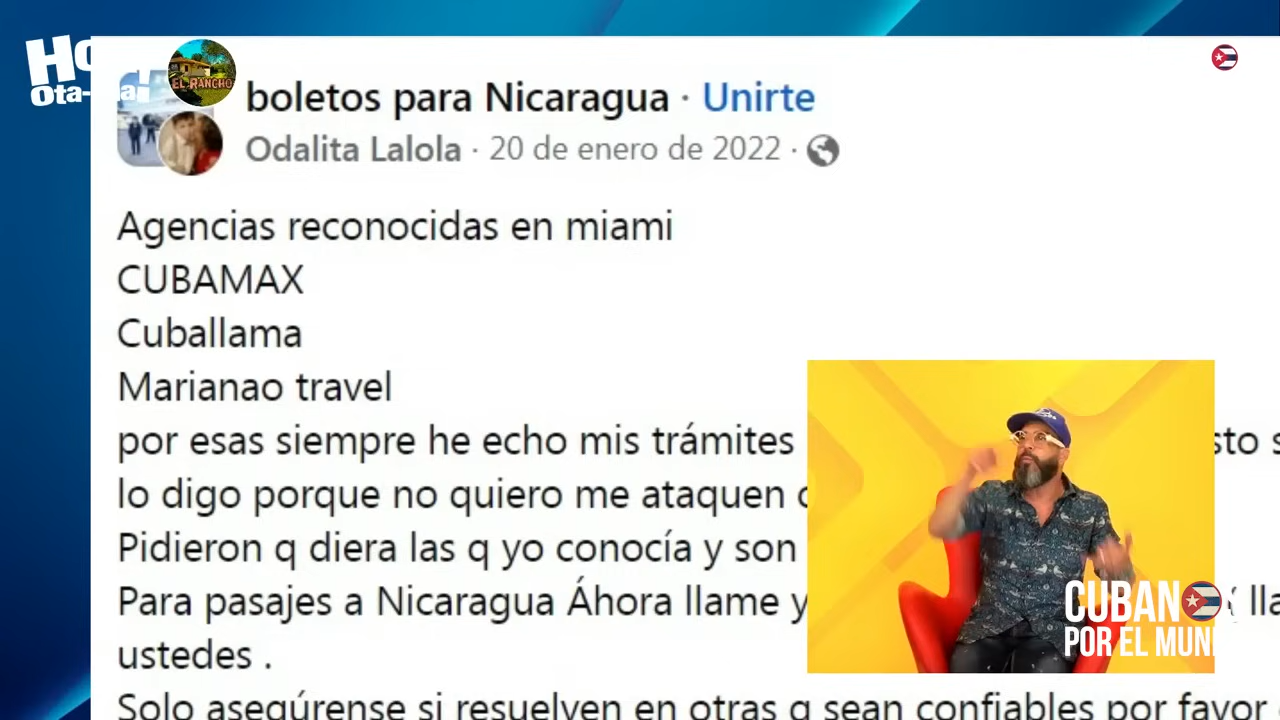 Ota-
EL RANCHO
boletos para Nicaragua · Unirte
Odalita Lalola · 20 de enero de 2022 ·
Agencias reconocidas en miami
CUBAMAX
Cuballama
Marianao travel
por esas siempre he echo mis trámites
lo digo porque no quiero me ataquen
Pidieron q diera las q yo conocía y son
Para pasajes a Nicaragua Áhora llame y
ustedes .
Solo asegúrense si resuelven en otras q sean confiables por favor
CUBANO
POR EL MUN